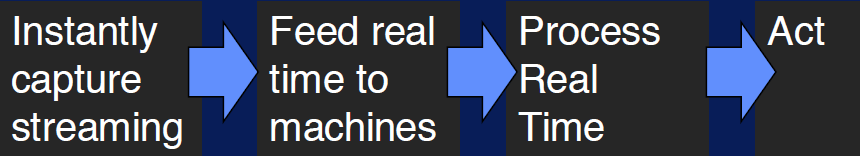 Instantly
capture
streaming
Feed real
time to
machines
Process
Real
Time
Act